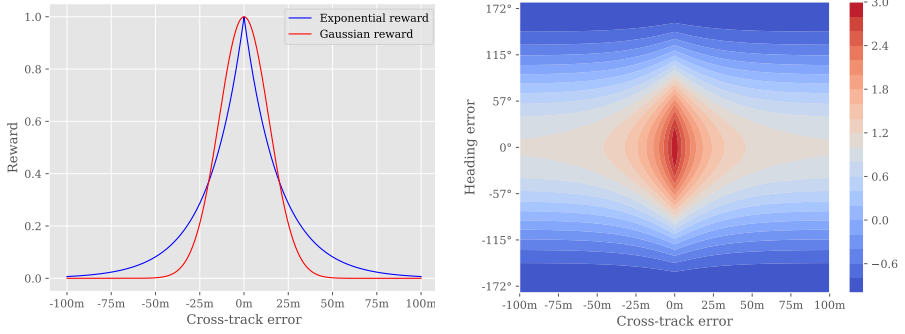 1.0
0.8
0.6
0.4
0.2
0.0
Reward
Exponential reward
Gaussian reward
-100m -75m -50m -25m 0m 25m 50m 75m 100m
Cross-track error
172°
115°
57°
0°
-57°
-115°
-172°
Heading error
-100m -75m -50m -25m 0m 25m 50m 75m 100m
Cross-track error
3.0
2.4
1.8
1.2
0.6
0.0
−0.6